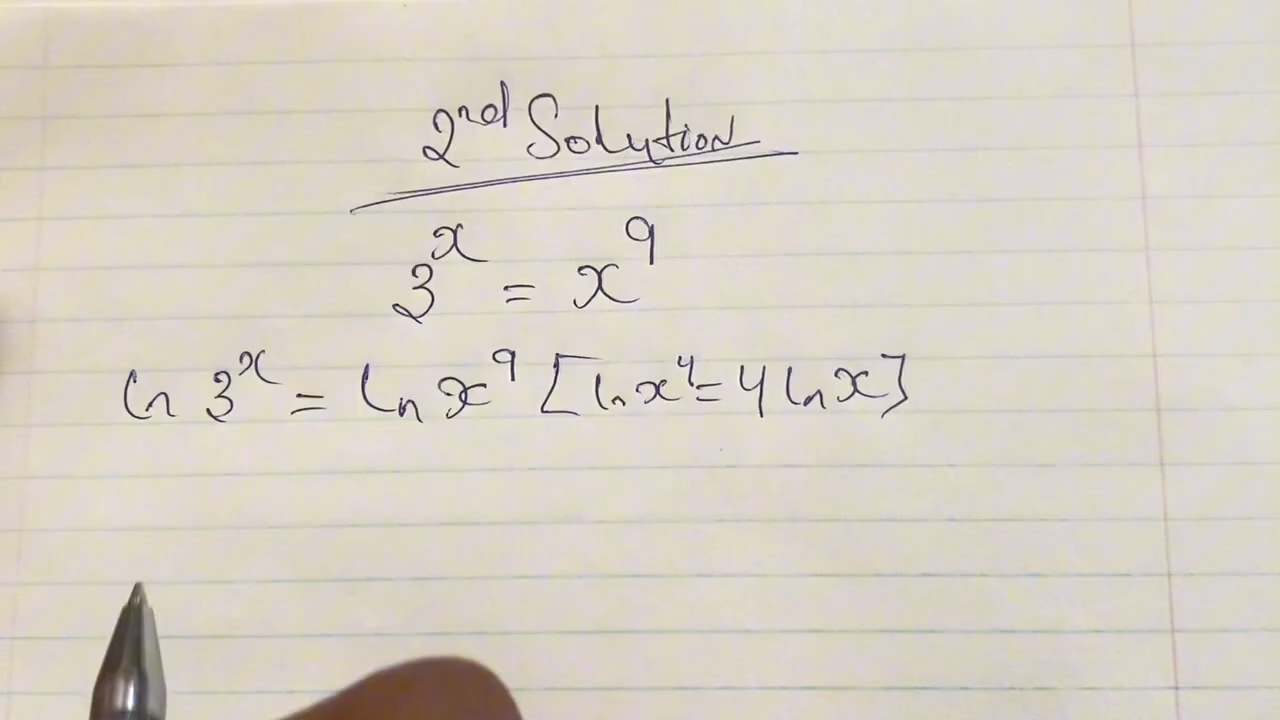 2nd Solution
3^x = x^9
ln 3^x = ln x^9 [ln x^4 = 4 ln x]